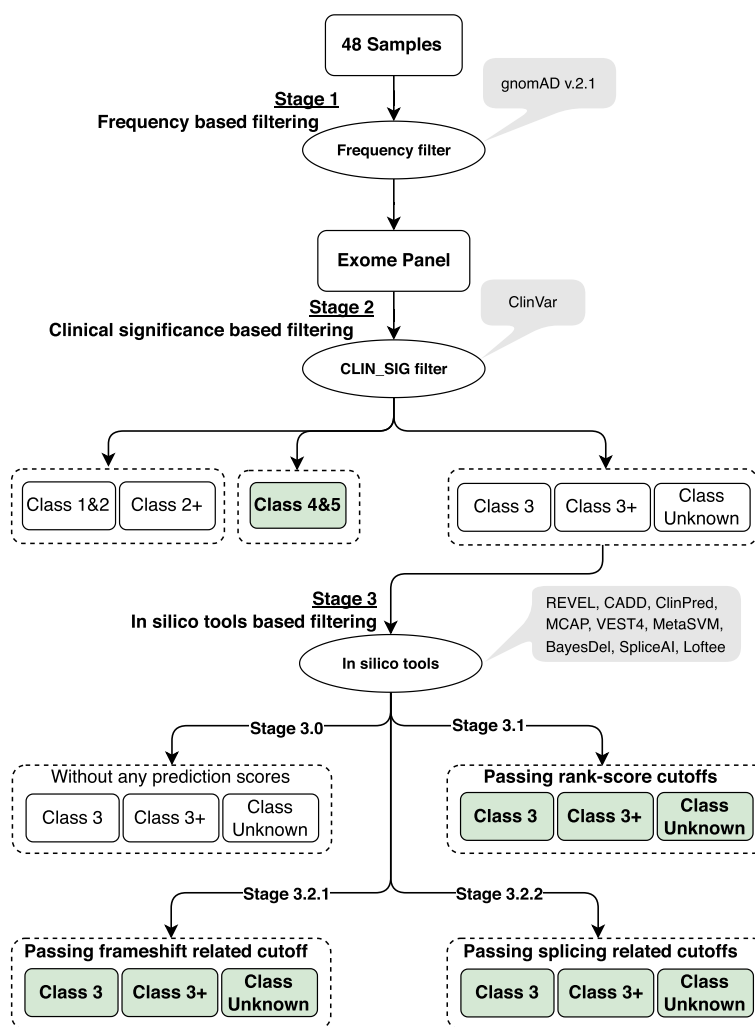 48 Samples
gnomAD v.2.1
Stage 1
Frequency based filtering
Frequency filter
Exome Panel
Stage 2
Clinical significance based filtering
ClinVar
CLIN_SIG filter
Class 1&2
Class 2+
Class 4&5
Class 3
Class 3+
Class
Unknown
Stage 3
In silico tools based filtering
REVEL, CADD, ClinPred,
MCAP, VEST4, MetaSVM,
BayesDel, SpliceAI, Loftee
In silico tools
Stage 3.0
Stage 3.1
Without any prediction scores
Class 3
Class 3+
Class
Unknown
Passing rank-score cutoffs
Class 3
Class 3+
Class
Unknown
Stage 3.2.1
Stage 3.2.2
Passing frameshift related cutoff
Class 3
Class 3+
Class
Unknown
Passing splicing related cutoffs
Class 3
Class 3+
Class
Unknown